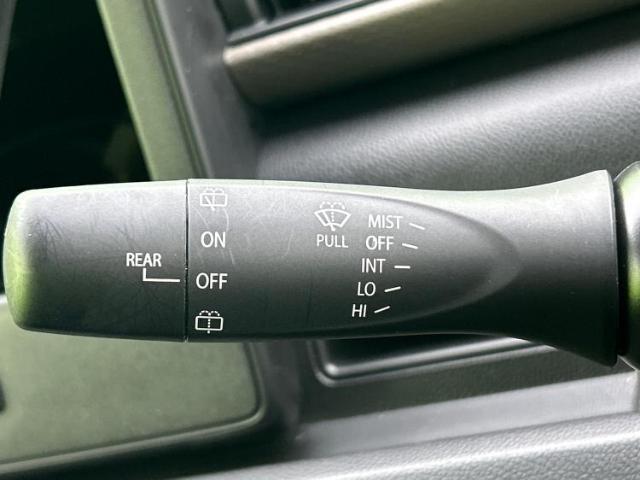 REAR
ON
OFF
PULL
MIST
OFF
INT
LO
HI